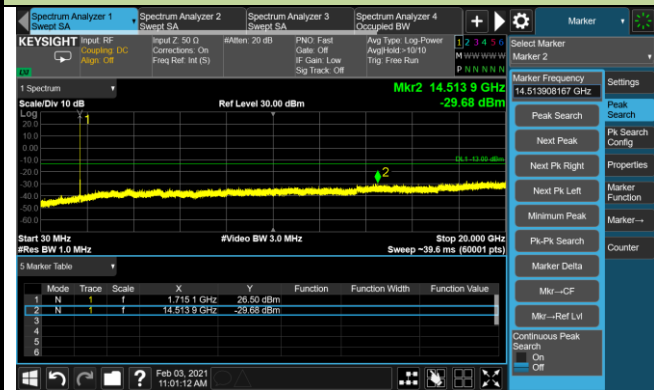 Spectrum Analyzer 1
Swept SA
Spectrum Analyzer 2
Swept SA
Spectrum Analyzer 3
Swept SA
Spectrum Analyzer 4
Occupied BW
Marker
KEYSIGHT
Input: RF
Coupling: DC
Align: Off
Input Z: 50 Ω
Corrections: On
Freq Ref: Int (S)
#Atten: 20 dB
PNO: Fast
Gate: Off
IF Gain: Low
Sig Track: Off
Avg Type: Log-Power
Avg|Hold:>10/10
Trig: Free Run
1 2 3 4 5 6
M W W W W W
P N N N N N
Select Marker
Marker 2
1 Spectrum
Mkr2 14.513 9 GHz
Scale/Div 10 dB
Ref Level 30.00 dBm
-29.68 dBm
Log
20.0
10.0
0.00
-10.0
-20.0
-30.0
-40.0
-50.0
-60.0
1
DL1 -13.00 dBm
2
Start 30 MHz
#Video BW 3.0 MHz
Stop 20.000 GHz
#Res BW 1.0 MHz
Sweep ~39.6 ms (60001 pts)
5 Marker Table
Mode Trace Scale X Y Function Function Width Function Value
1 N 1 f 1.715 1 GHz 26.50 dBm
2 N 1 f 14.513 9 GHz -29.68 dBm
3
4
5
6
Feb 03, 2021
11:01:12 AM
Marker Frequency
14.513908167 GHz
Peak Search
Next Peak
Next Pk Right
Next Pk Left
Minimum Peak
Pk-Pk Search
Marker Delta
Mkr→CF
Mkr→Ref Lvl
Continuous Peak
Search
On
Off
Settings
Peak
Search
Pk Search
Config
Properties
Marker
Function
Marker→
Counter